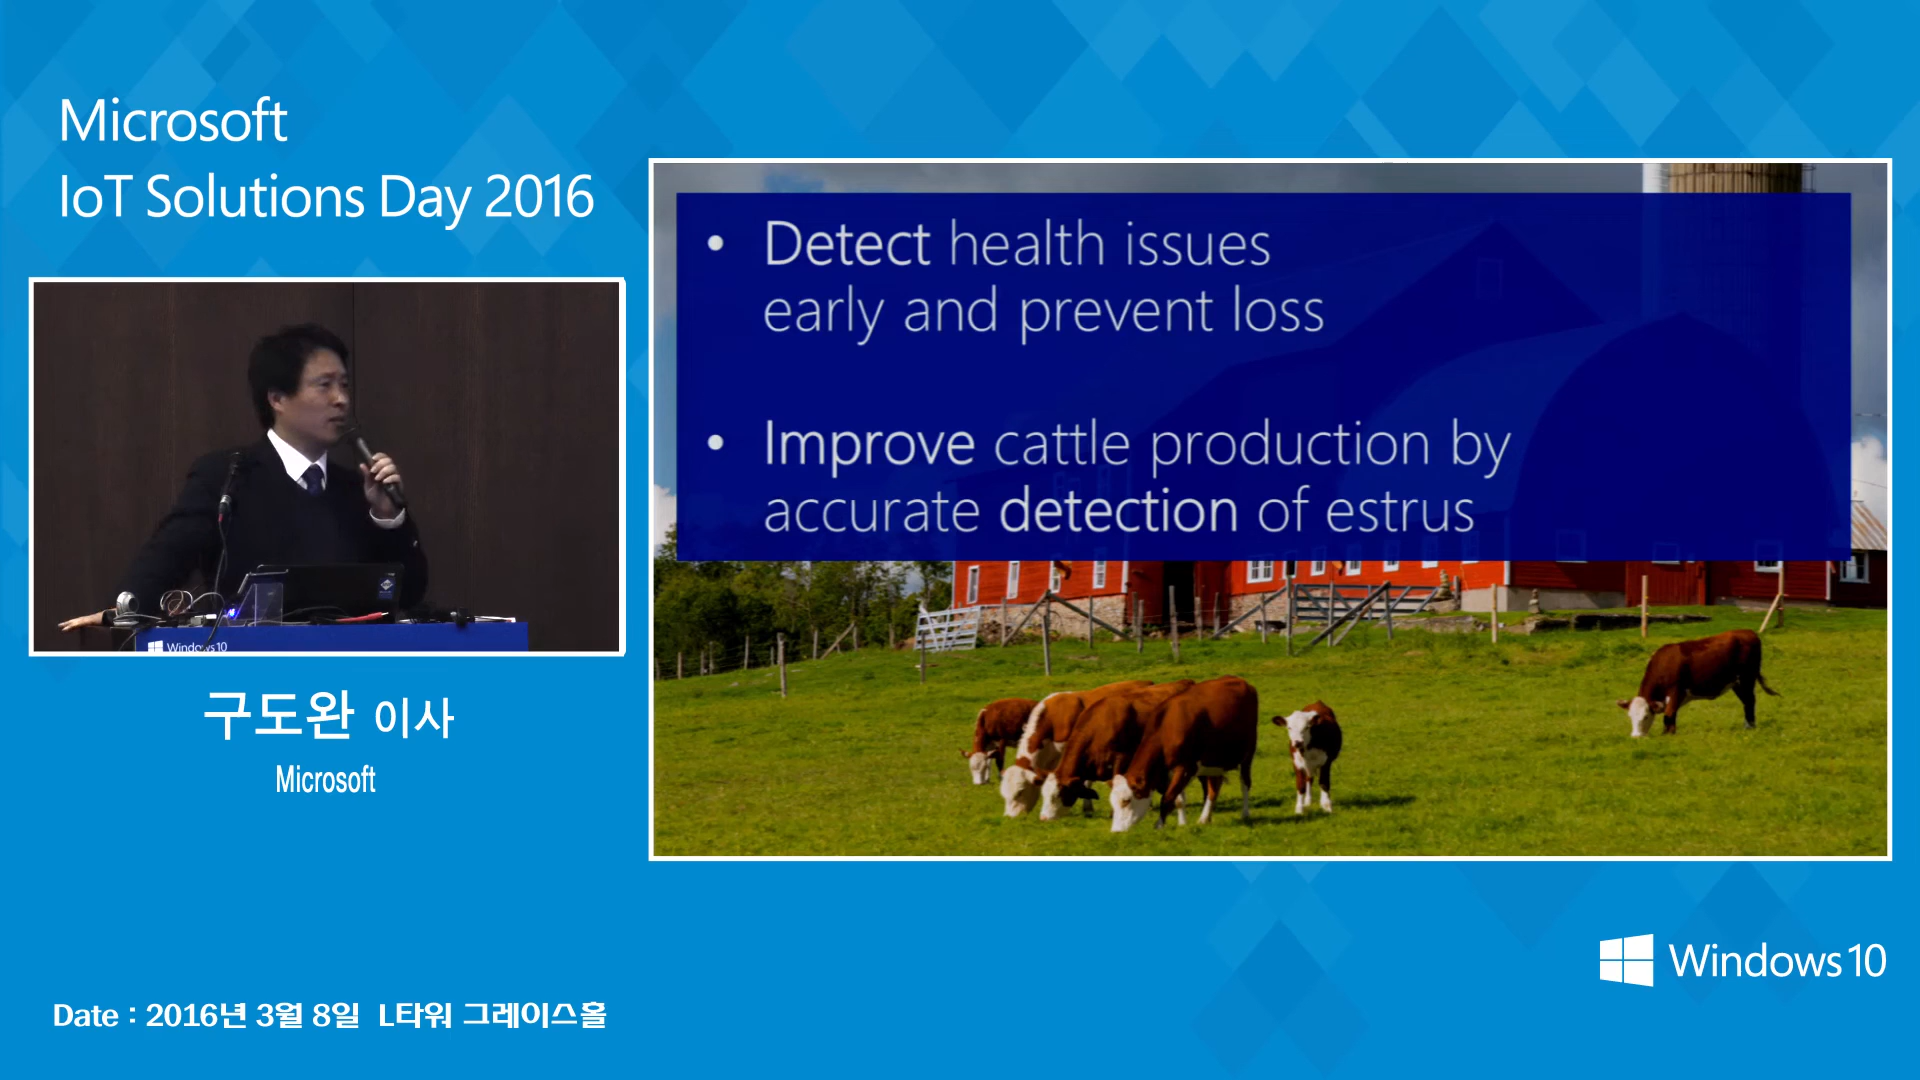 Microsoft
IoT Solutions Day 2016
• Detect health issues
early and prevent loss
• Improve cattle production by
accurate detection of estrus
Windows 10
구도완 이사
Microsoft
Windows 10
Date : 2016년 3월 8일 L타워 그레이스홀